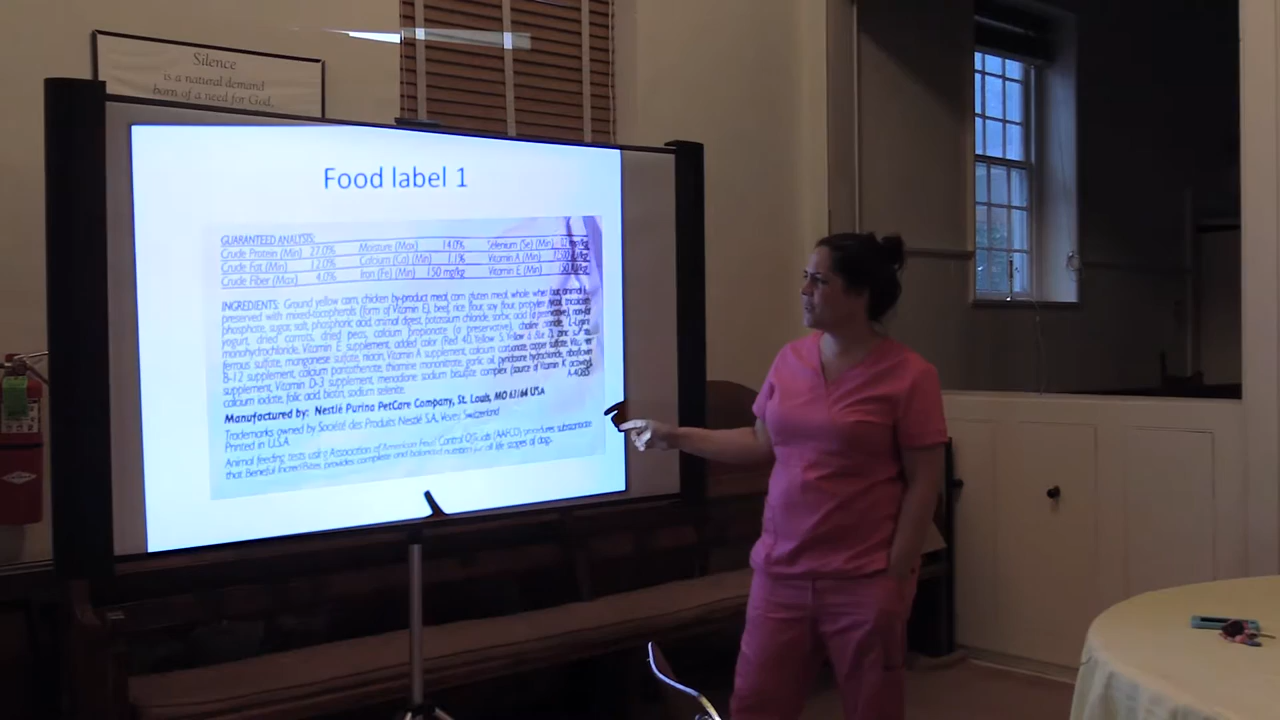 Silence
is a natural demand
born of a need for God,
Food label 1
GUARANTEED ANALYSIS:
Crude Protein (Min) 27.0% Moisture (Max) 14.0% Selenium (Se) (Min)
Crude Fat (Min) 12.0% Calcium (Ca) (Min) 1.1% Vitamin A (Min)
Crude Fiber (Max) 4.0% Iron (Fe) (Min) 150 mg/kg Vitamin E (Min) 150 IU/kg
INGREDIENTS: Ground yellow corn, chicken by-product meal, corn gluten meal, whole wheat flour, animal
preserved with mixed-tocopherols (form of Vitamin E), beef, rice flour, soy flour, propylene glycol, tricalcium
phosphate, sugar, salt, phosphoric acid, animal digest, potassium chloride, sorbic acid (a preservative),
yogurt, dried carrots, dried peas, calcium propionate (a preservative), choline chloride, L-Lysine
monohydrochloride, Vitamin E supplement, added color (Red 40, Yellow 5, Yellow 6, Blue 2), zinc
ferrous sulfate, manganese sulfate, niacin, Vitamin A supplement, calcium carbonate, copper sulfate,
B-12 supplement, calcium pantothenate, thiamine mononitrate, garlic oil, pyridoxine hydrochloride, riboflavin
supplement, Vitamin D-3 supplement, menadione sodium bisulfite complex (source of Vitamin K activity),
calcium iodate, folic acid, biotin, sodium selenite.
Manufactured by: Nestlé Purina PetCare Company, St. Louis, MO 63164 USA
Trademarks owned by Société des Produits Nestlé S.A., Vevey, Switzerland
Printed in U.S.A.
Animal feeding tests using Association of American Feed Control Officials (AAFCO) procedures substantiate
that Beneful IncrediBites provides complete and balanced nutrition for all life stages of dogs.